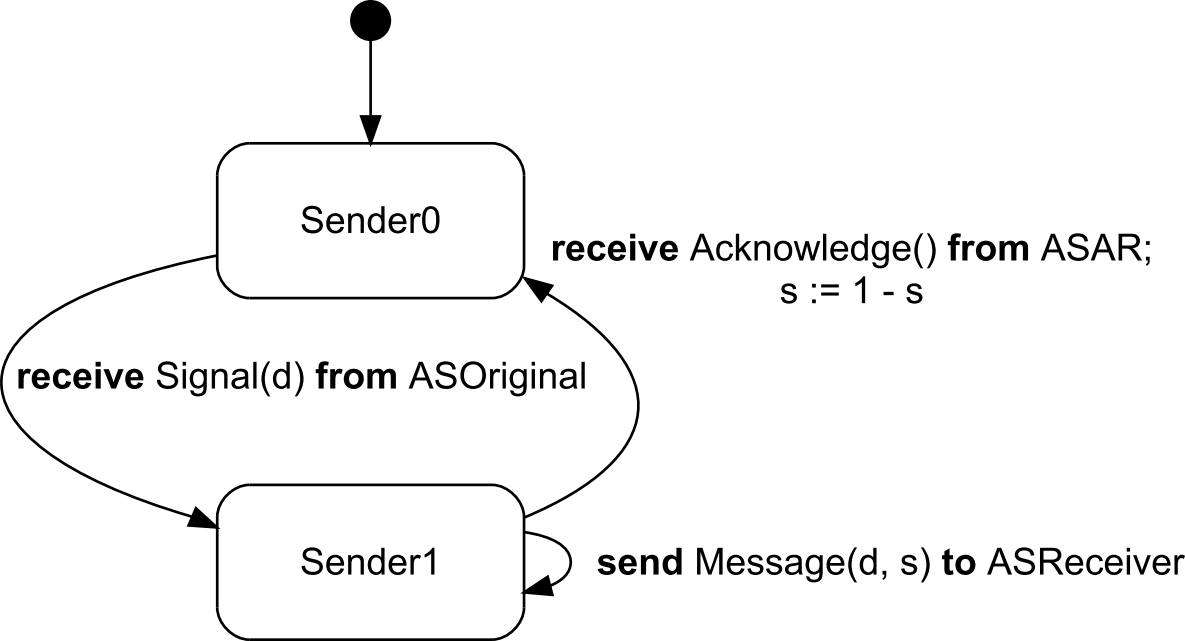 Sender0
receive Acknowledge() from ASAR;
s := 1 - s
receive Signal(d) from ASOriginal
Sender1
send Message(d, s) to ASReceiver